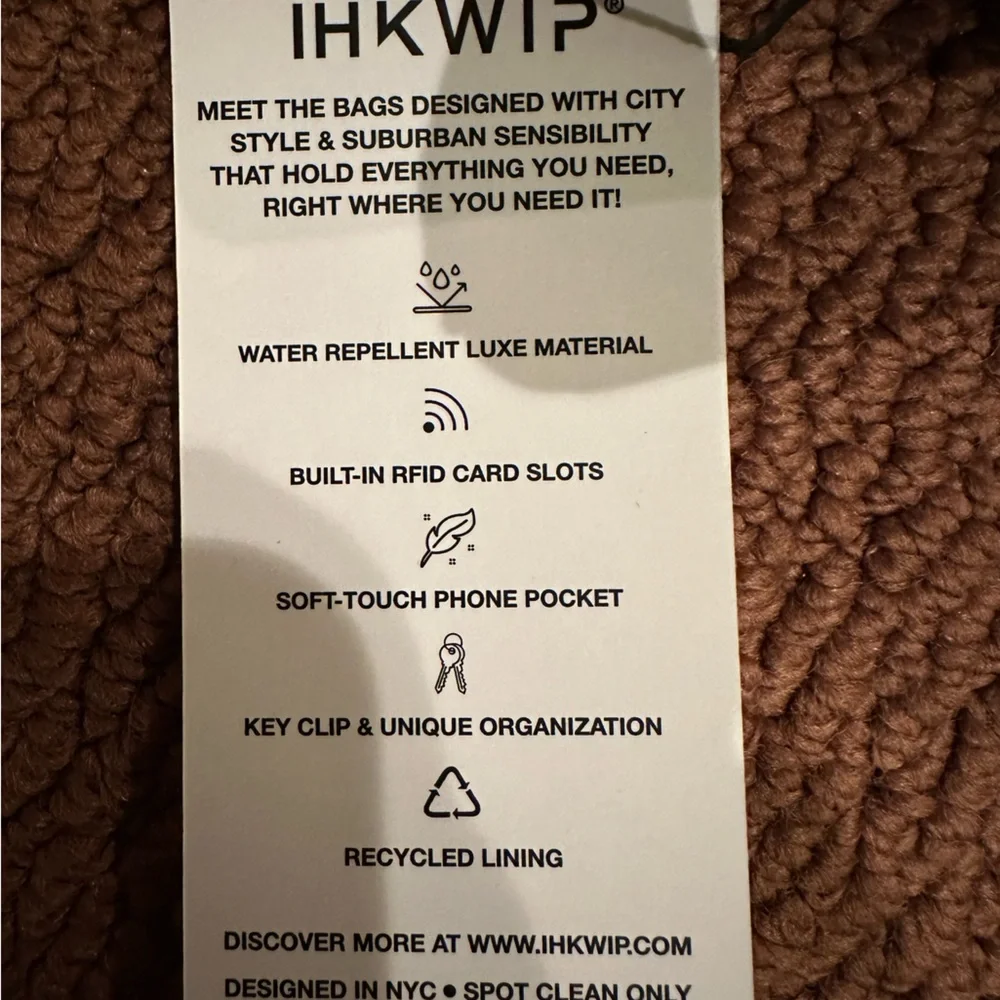 IHKWIP®
MEET THE BAGS DESIGNED WITH CITY
STYLE & SUBURBAN SENSIBILITY
THAT HOLD EVERYTHING YOU NEED,
RIGHT WHERE YOU NEED IT!
WATER REPELLENT LUXE MATERIAL
BUILT-IN RFID CARD SLOTS
SOFT-TOUCH PHONE POCKET
KEY CLIP & UNIQUE ORGANIZATION
RECYCLED LINING
DISCOVER MORE AT WWW.IHKWIP.COM
DESIGNED IN NYC ● SPOT CLEAN ONLY